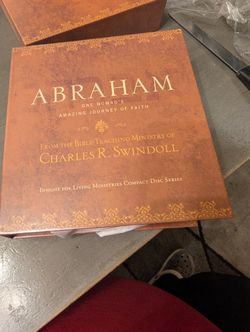 ABRAHAM
ONE NOMAD'S
AMAZING JOURNEY OF FAITH
FROM THE BIBLE-TEACHING MINISTRY OF
CHARLES R. SWINDOLL
INSIGHT FOR LIVING MINISTRIES COMPACT DISC SERIES